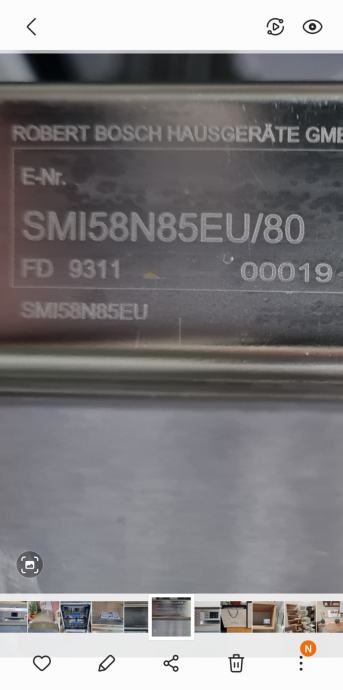 ROBERT BOSCH HAUSGERÄTE GMB
E-Nr.
SMI58N85EU/80
FD 9311 00019
SMI58N85EU
N